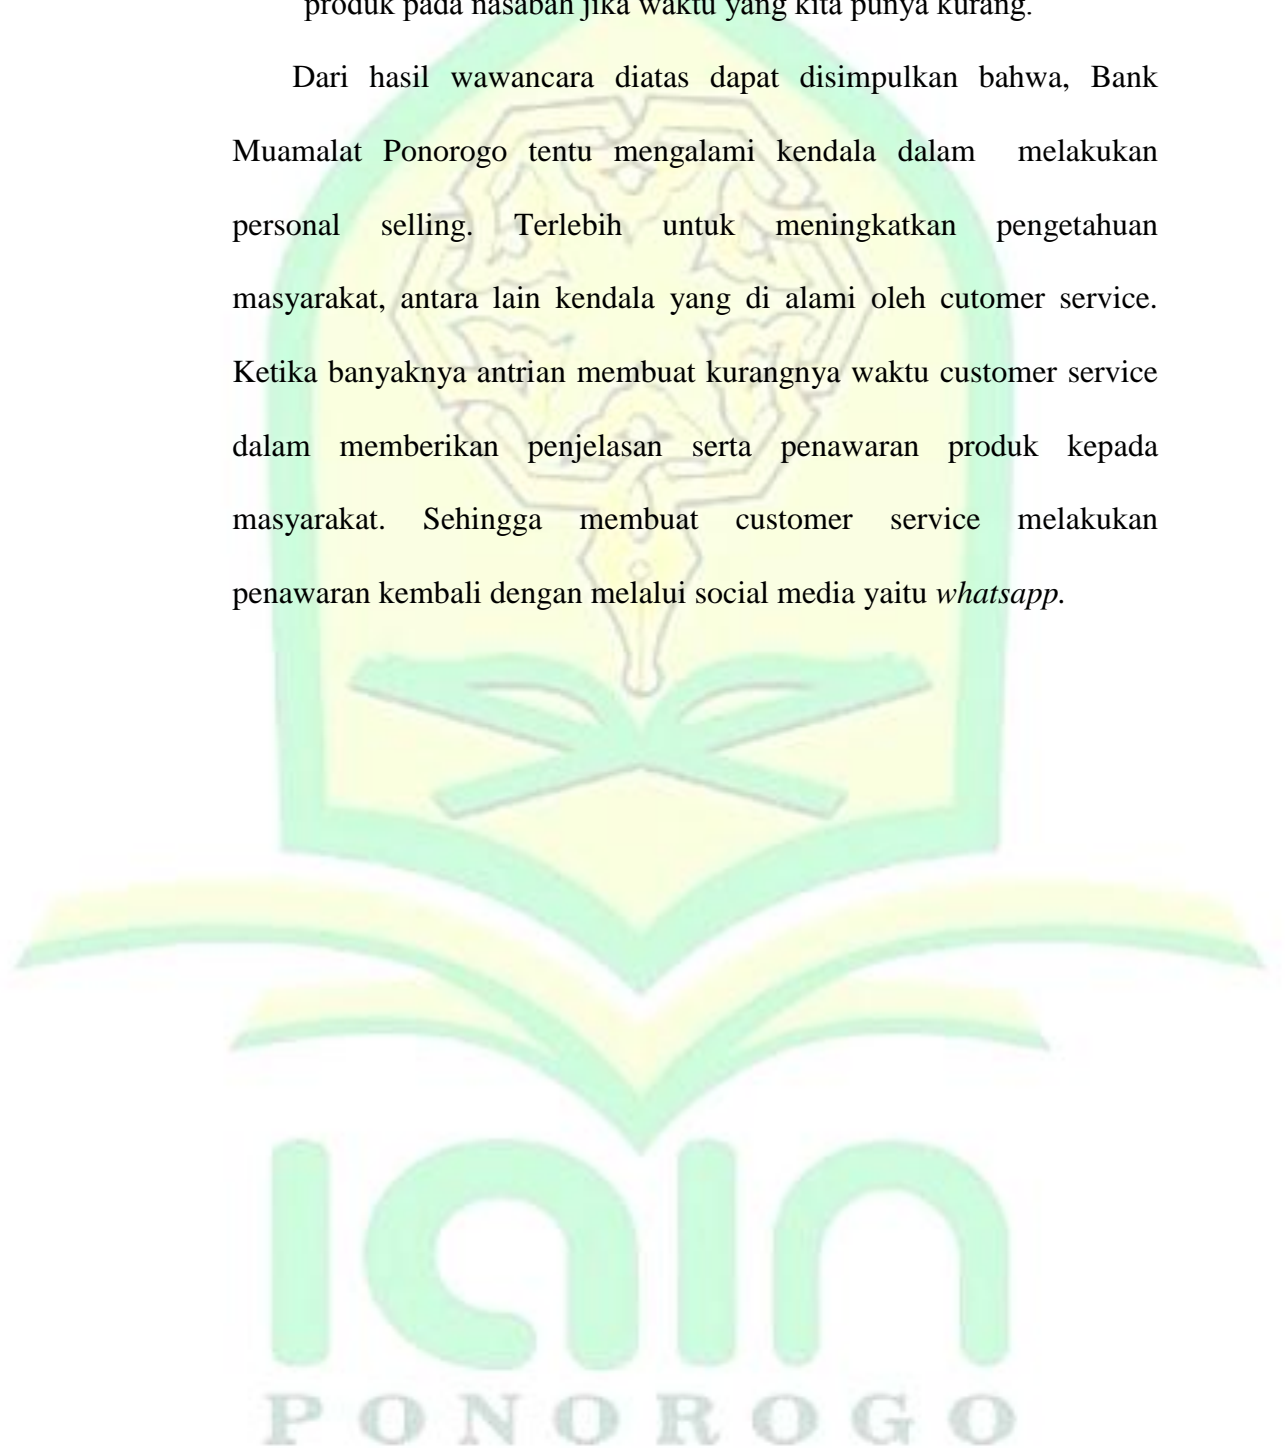 produk pada nasabah jika waktu yang kita punya kurang.
Dari hasil wawancara diatas dapat disimpulkan bahwa, Bank
Muamalat Ponorogo tentu mengalami kendala dalam melakukan
personal selling. Terlebih untuk meningkatkan pengetahuan
masyarakat, antara lain kendala yang di alami oleh cutomer service.
Ketika banyaknya antrian membuat kurangnya waktu customer service
dalam memberikan penjelasan serta penawaran produk kepada
masyarakat. Sehingga membuat customer service melakukan
penawaran kembali dengan melalui social media yaitu whatsapp.
iain
PONOROGO